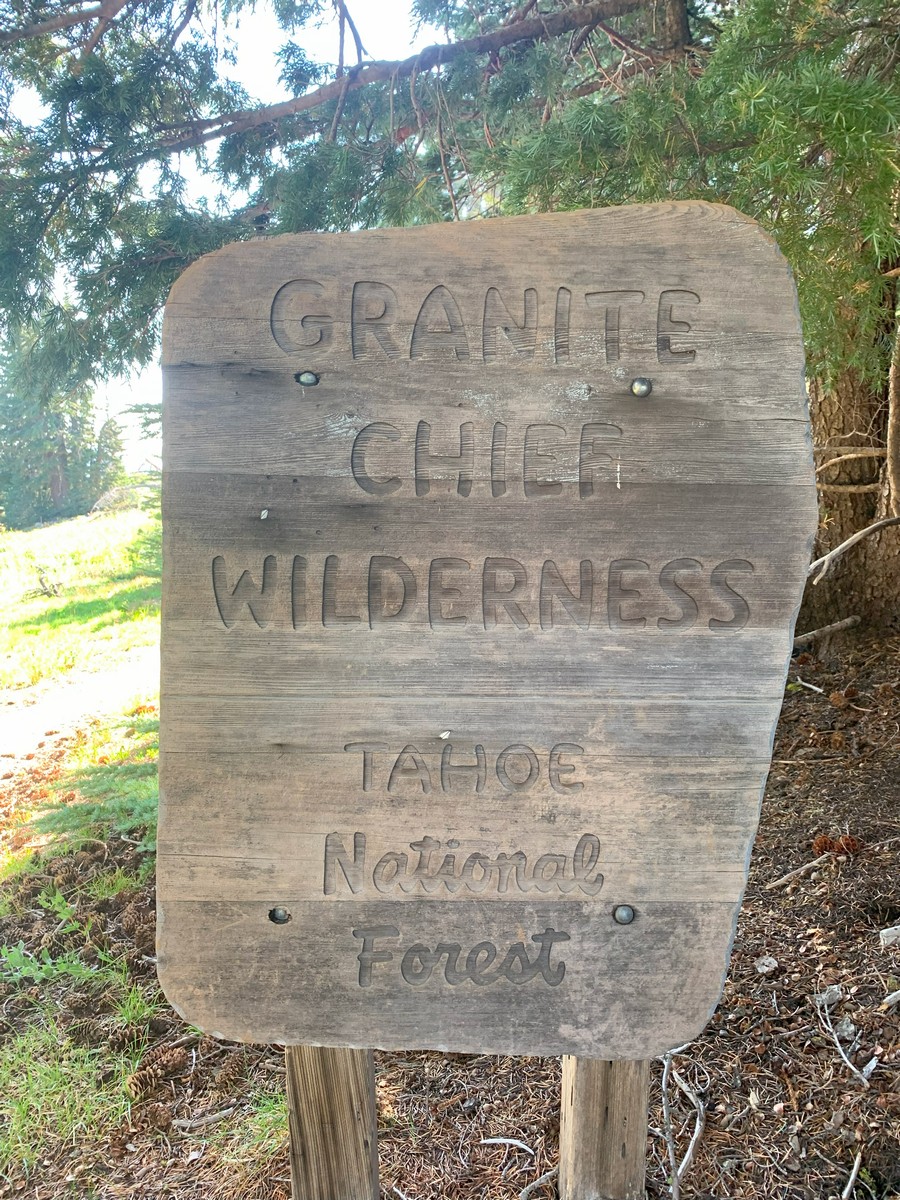 GRANITE
CHIEF
WILDERNESS
TAHOE
National
Forest